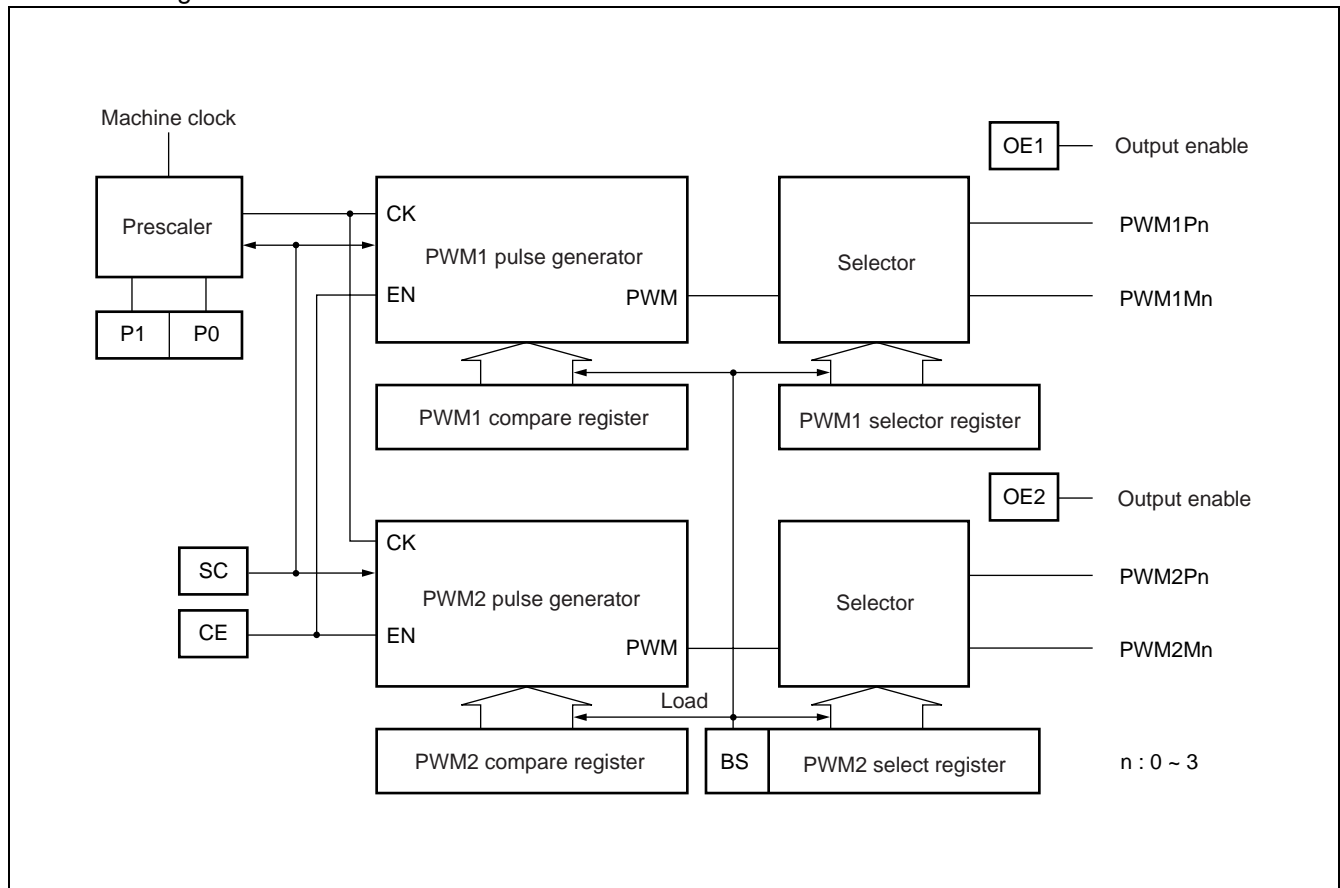 Machine clock
OE1
Output enable
Prescaler
CK
PWM1 pulse generator
EN
PWM
Selector
PWM1Pn
PWM1Mn
P1
P0
PWM1 compare register
PWM1 selector register
OE2
Output enable
SC
CE
CK
PWM2 pulse generator
EN
PWM
Selector
PWM2Pn
PWM2Mn
Load
PWM2 compare register
BS
PWM2 select register
n : 0 ~ 3